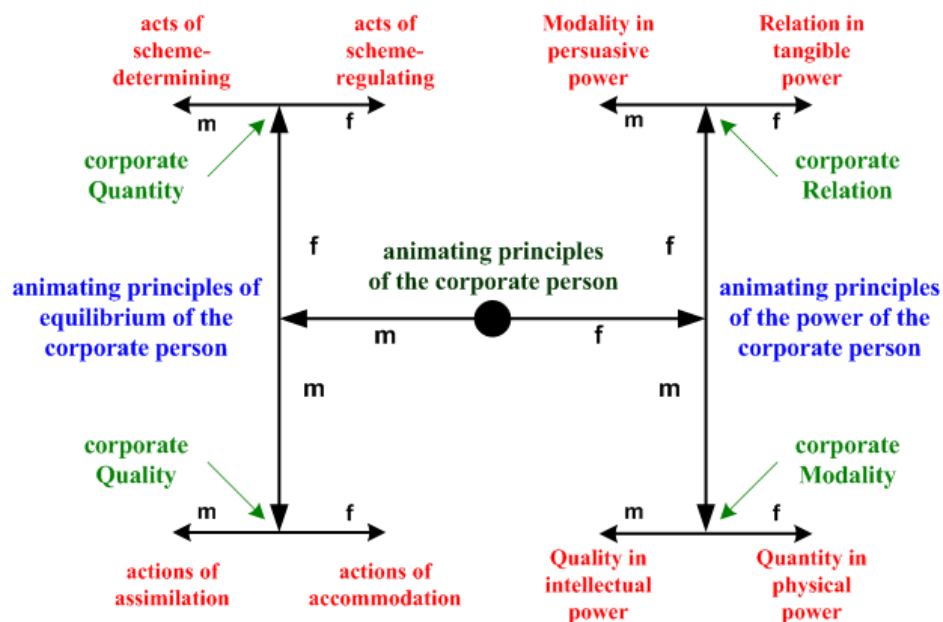 acts of
scheme-
determining
acts of
scheme-
regulating
Modality in
persuasive
power
Relation in
tangible
power
m
f
m
f
corporate
Quantity
corporate
Relation
f
f
animating principles
of the corporate person
animating principles of
equilibrium of the
corporate person
animating principles
of the power of the
corporate person
m
f
m
m
corporate
Quality
corporate
Modality
m
f
m
f
actions of
assimilation
actions of
accommodation
Quality in
intellectual
power
Quantity in
physical
power